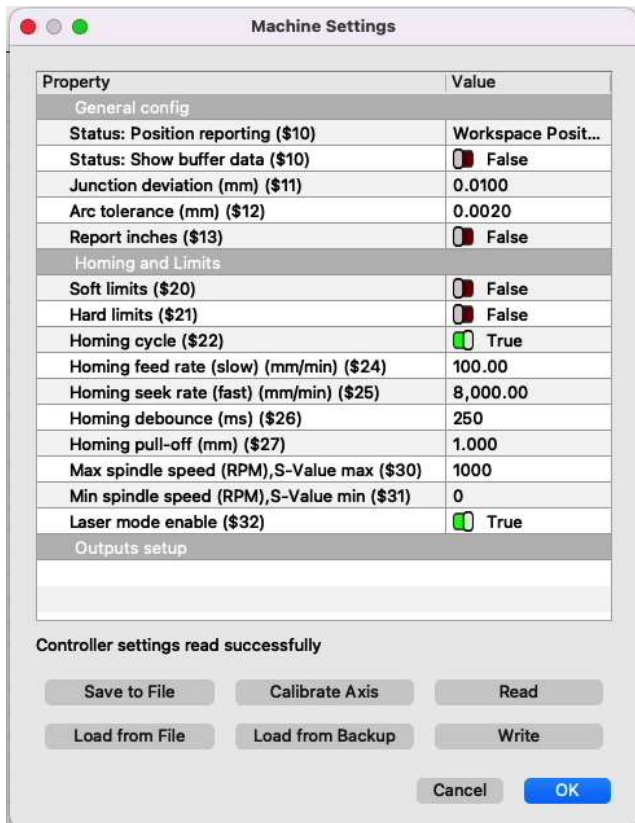 Machine Settings
Property Value
General config
Status: Position reporting ($10) Workspace Posit...
Status: Show buffer data ($10) False
Junction deviation (mm) ($11) 0.0100
Arc tolerance (mm) ($12) 0.0020
Report inches ($13) False
Homing and Limits
Soft limits ($20) False
Hard limits ($21) False
Homing cycle ($22) True
Homing feed rate (slow) (mm/min) ($24) 100.00
Homing seek rate (fast) (mm/min) ($25) 8,000.00
Homing debounce (ms) ($26) 250
Homing pull-off (mm) ($27) 1.000
Max spindle speed (RPM),S-Value max ($30) 1000
Min spindle speed (RPM),S-Value min ($31) 0
Laser mode enable ($32) True
Outputs setup
Controller settings read successfully
Save to File Calibrate Axis Read
Load from File Load from Backup Write
Cancel OK